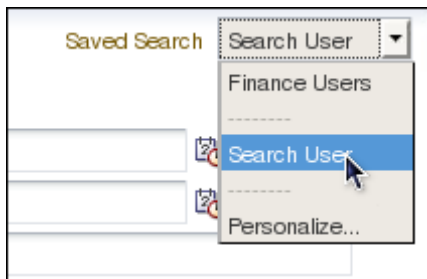 Saved Search Search User
Finance Users
--------
Search User
--------
Personalize...